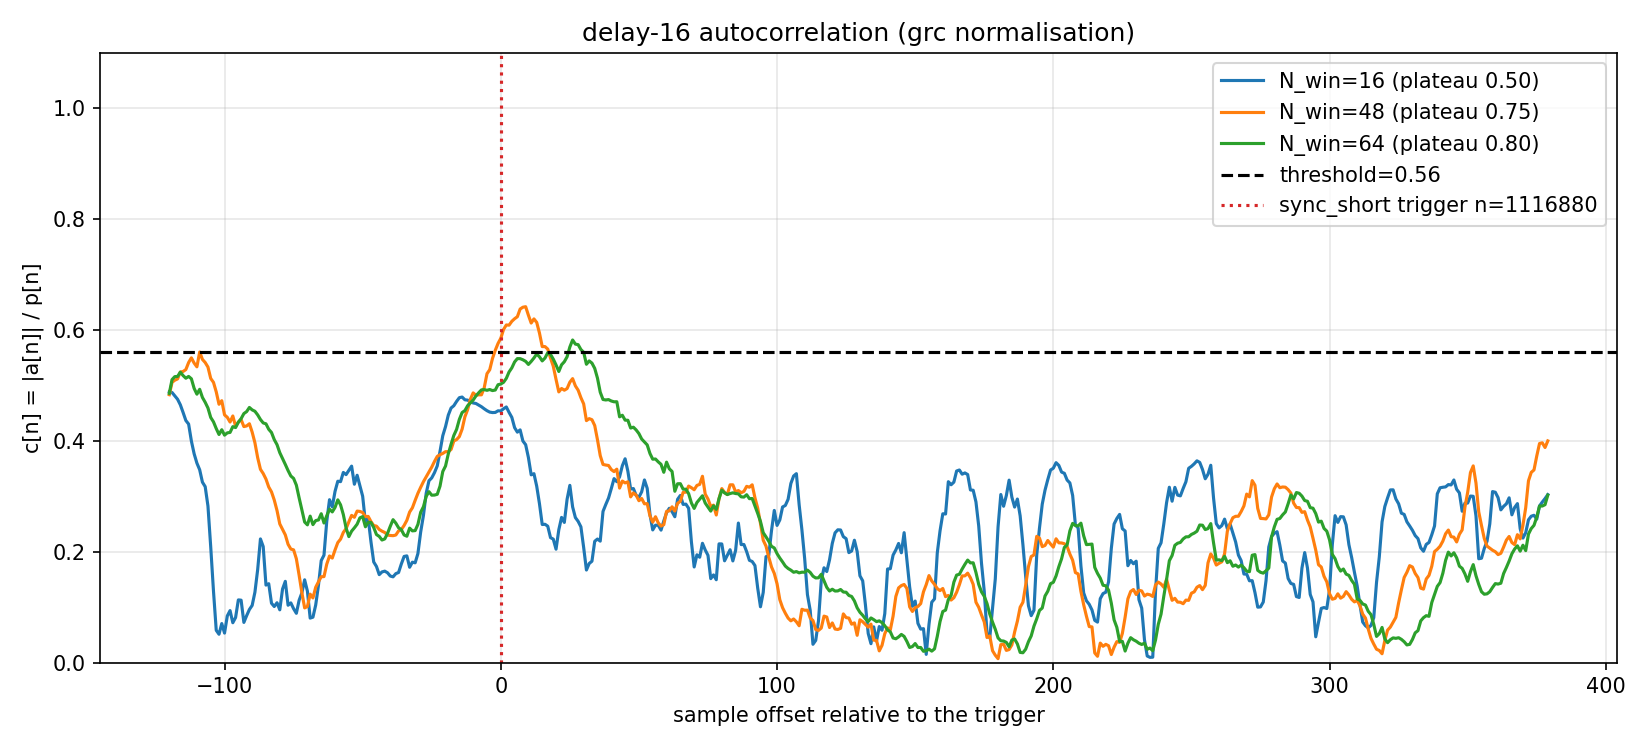 delay-16 autocorrelation (grc normalisation)
N_win=16 (plateau 0.50)
N_win=48 (plateau 0.75)
N_win=64 (plateau 0.80)
threshold=0.56
sync_short trigger n=1116880
c[n] = |a[n]| / p[n]
1.0
0.8
0.6
0.4
0.2
0.0
−100 0 100 200 300 400
sample offset relative to the trigger